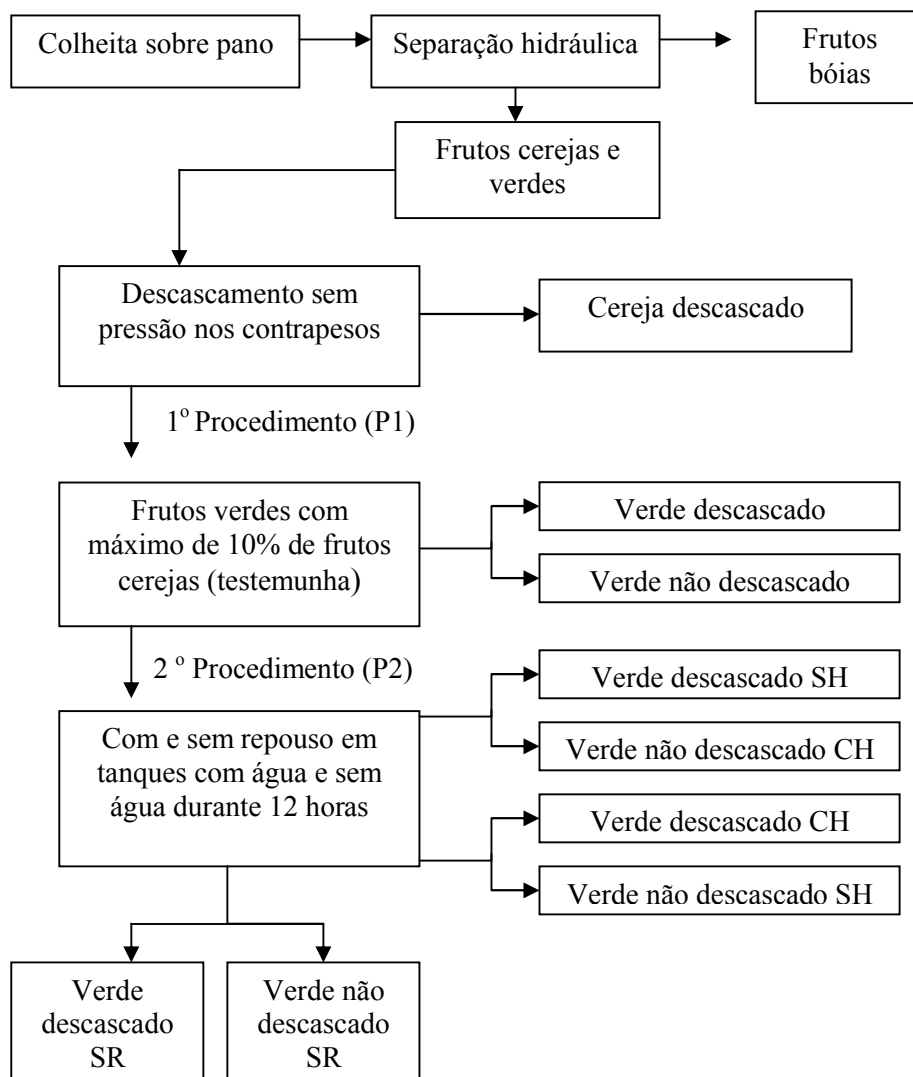 Colheita sobre pano
Separação hidráulica
Frutos
bóias
Frutos cerejas e
verdes
Descascamento sem
pressão nos contrapesos
Cereja descascado
1º Procedimento (P1)
Frutos verdes com
máximo de 10% de frutos
cerejas (testemunha)
Verde descascado
Verde não descascado
2 º Procedimento (P2)
Com e sem repouso em
tanques com água e sem
água durante 12 horas
Verde descascado SH
Verde não descascado CH
Verde descascado CH
Verde não descascado SH
Verde
descascado
SR
Verde não
descascado
SR